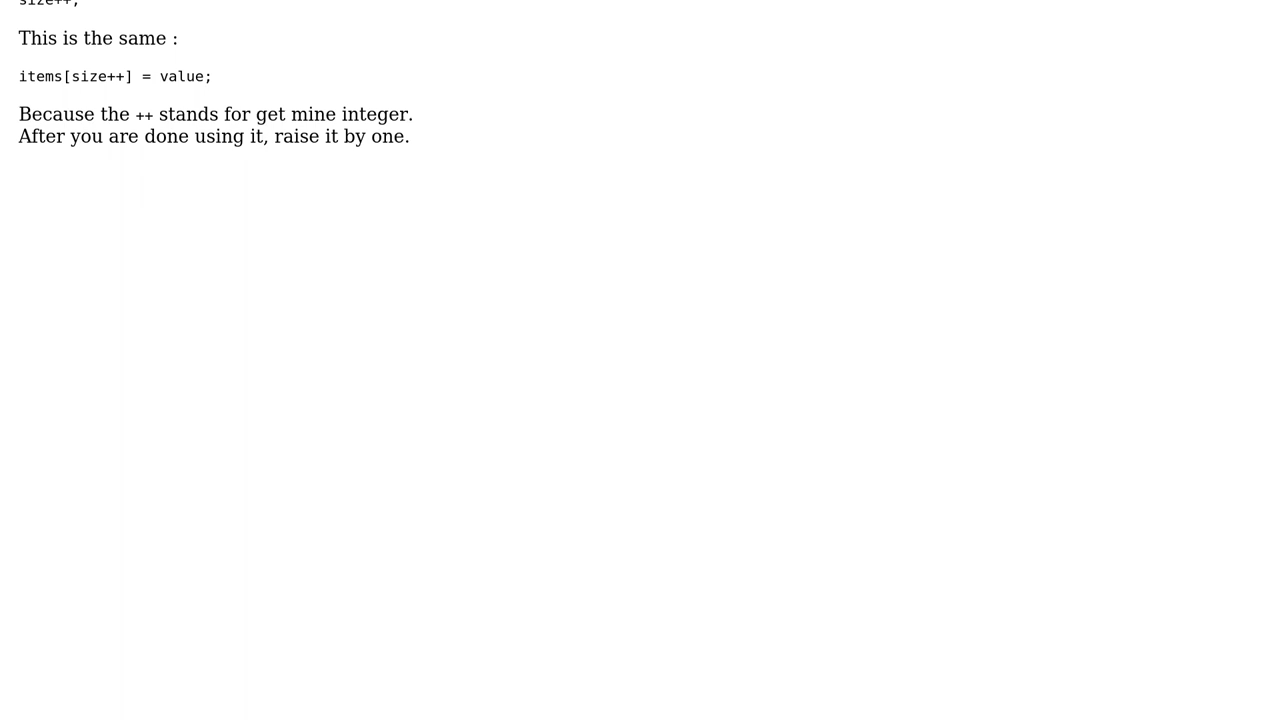 size++;
This is the same :
items[size++] = value;
Because the ++ stands for get mine integer.
After you are done using it, raise it by one.